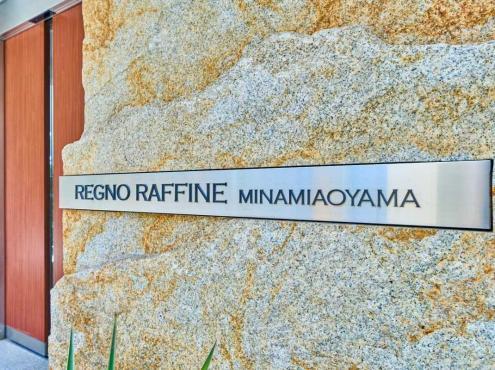 REGNO RAFFINE MINAMIAOYAMA